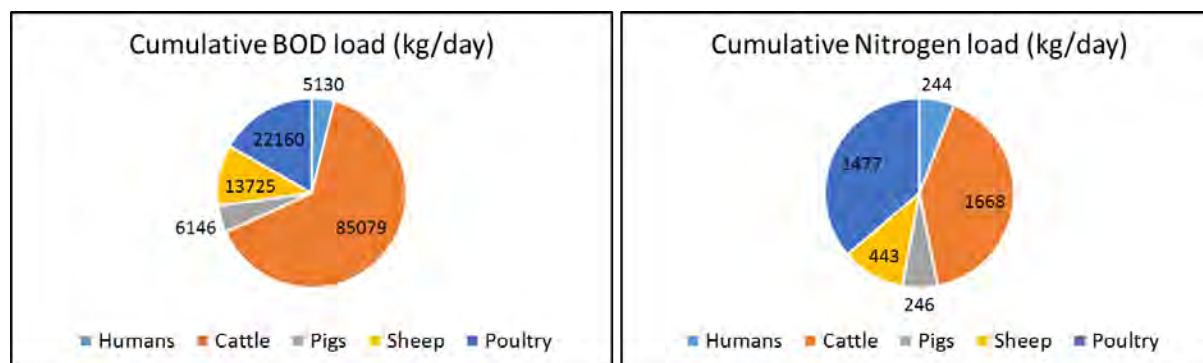 Cumulative BOD load (kg/day)
5130
22160
13725
6146
85079
Humans Cattle Pigs Sheep Poultry
Cumulative Nitrogen load (kg/day)
244
1477
1668
443
246
Humans Cattle Pigs Sheep Poultry